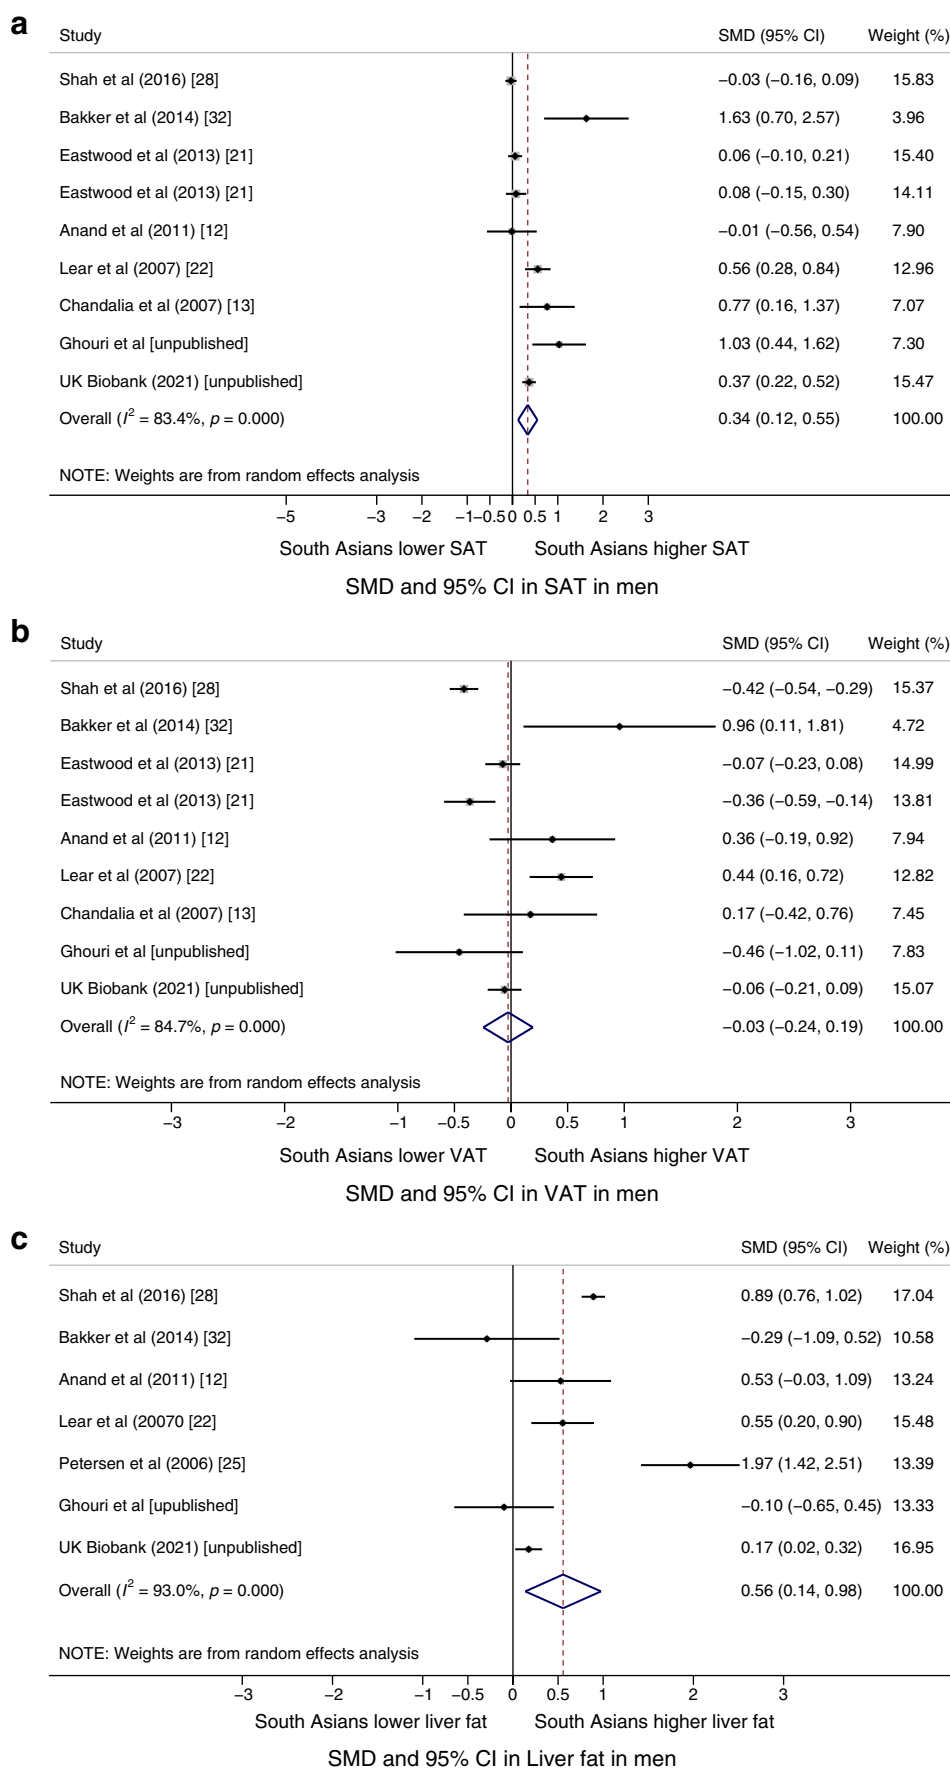 a
Study SMD (95% CI) Weight (%)
Shah et al (2016) [28] −0.03 (−0.16, 0.09) 15.83
Bakker et al (2014) [32] 1.63 (0.70, 2.57) 3.96
Eastwood et al (2013) [21] 0.06 (−0.10, 0.21) 15.40
Eastwood et al (2013) [21] 0.08 (−0.15, 0.30) 14.11
Anand et al (2011) [12] −0.01 (−0.56, 0.54) 7.90
Lear et al (2007) [22] 0.56 (0.28, 0.84) 12.96
Chandalia et al (2007) [13] 0.77 (0.16, 1.37) 7.07
Ghouri et al [unpublished] 1.03 (0.44, 1.62) 7.30
UK Biobank (2021) [unpublished] 0.37 (0.22, 0.52) 15.47
Overall (I² = 83.4%, p = 0.000) 0.34 (0.12, 0.55) 100.00
NOTE: Weights are from random effects analysis
−5 −3 −2 −1 −0.5 0 0.5 1 2 3
South Asians lower SAT South Asians higher SAT
SMD and 95% CI in SAT in men
b
Study SMD (95% CI) Weight (%)
Shah et al (2016) [28] −0.42 (−0.54, −0.29) 15.37
Bakker et al (2014) [32] 0.96 (0.11, 1.81) 4.72
Eastwood et al (2013) [21] −0.07 (−0.23, 0.08) 14.99
Eastwood et al (2013) [21] −0.36 (−0.59, −0.14) 13.81
Anand et al (2011) [12] 0.36 (−0.19, 0.92) 7.94
Lear et al (2007) [22] 0.44 (0.16, 0.72) 12.82
Chandalia et al (2007) [13] 0.17 (−0.42, 0.76) 7.45
Ghouri et al [unpublished] −0.46 (−1.02, 0.11) 7.83
UK Biobank (2021) [unpublished] −0.06 (−0.21, 0.09) 15.07
Overall (I² = 84.7%, p = 0.000) −0.03 (−0.24, 0.19) 100.00
NOTE: Weights are from random effects analysis
−3 −2 −1 −0.5 0 0.5 1 2 3
South Asians lower VAT South Asians higher VAT
SMD and 95% CI in VAT in men
c
Study SMD (95% CI) Weight (%)
Shah et al (2016) [28] 0.89 (0.76, 1.02) 17.04
Bakker et al (2014) [32] −0.29 (−1.09, 0.52) 10.58
Anand et al (2011) [12] 0.53 (−0.03, 1.09) 13.24
Lear et al (20070 [22] 0.55 (0.20, 0.90) 15.48
Petersen et al (2006) [25] 1.97 (1.42, 2.51) 13.39
Ghouri et al [upublished] −0.10 (−0.65, 0.45) 13.33
UK Biobank (2021) [unpublished] 0.17 (0.02, 0.32) 16.95
Overall (I² = 93.0%, p = 0.000) 0.56 (0.14, 0.98) 100.00
NOTE: Weights are from random effects analysis
−3 −2 −1 −0.5 0 0.5 1 2 3
South Asians lower liver fat South Asians higher liver fat
SMD and 95% CI in Liver fat in men